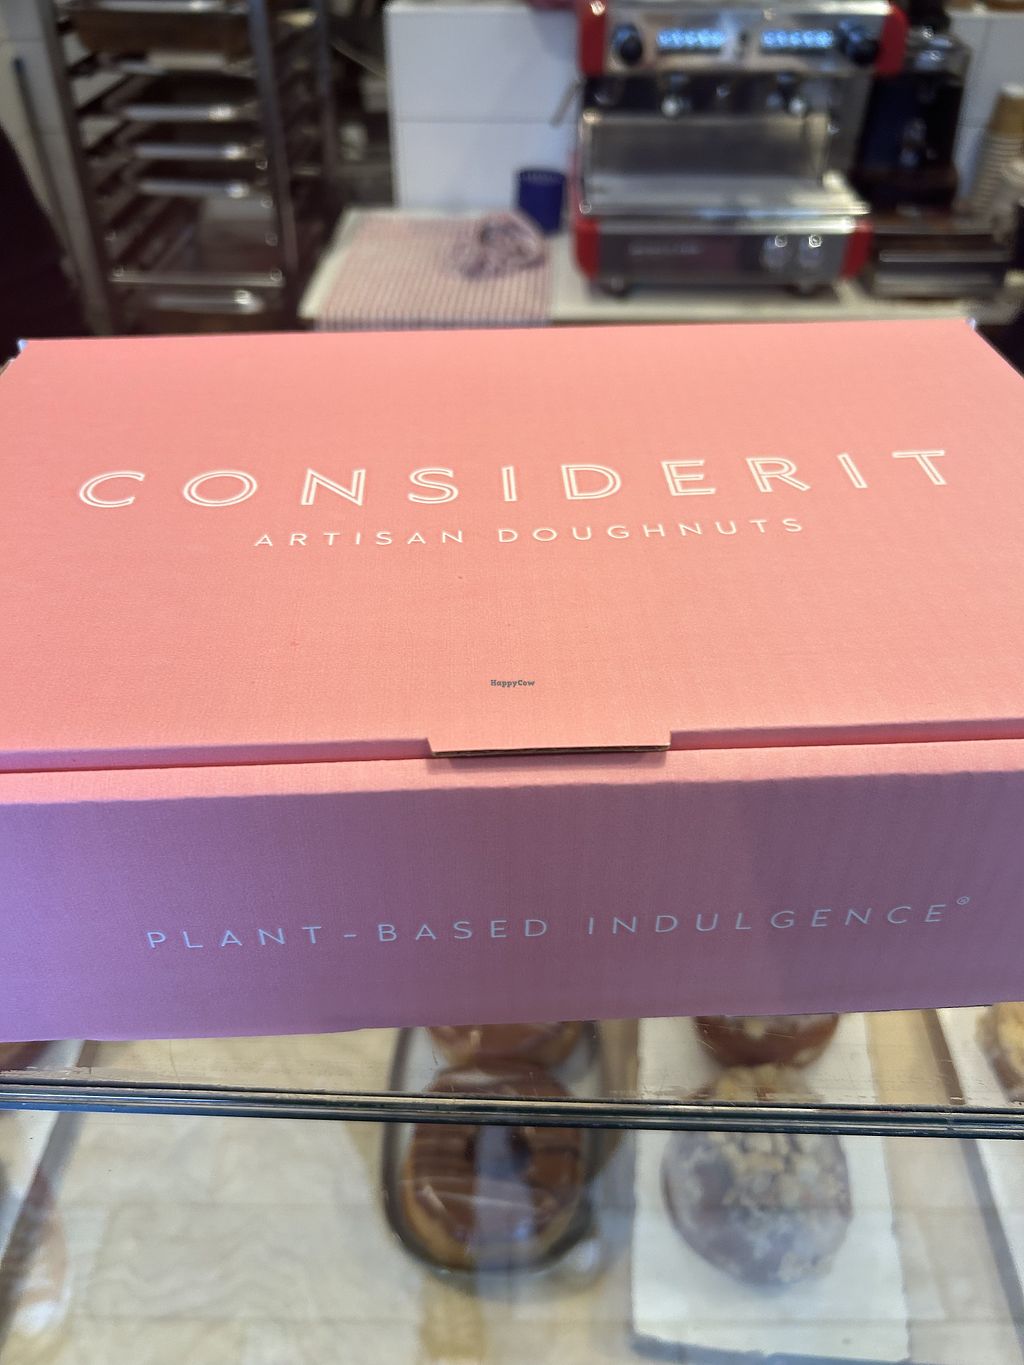 CONSIDERIT
ARTISAN DOUGHNUTS
HappyCow
PLANT-BASED INDULGENCE®